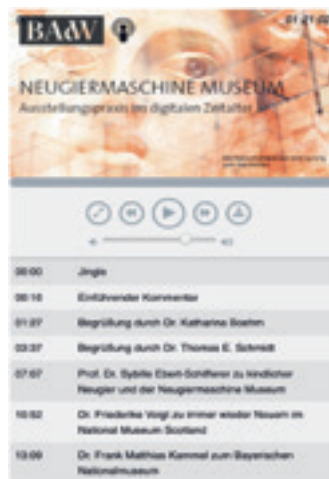 BAdW
01:21:02
NEUGIERMASCHINE MUSEUM
Ausstellungspraxis im digitalen Zeitalter
00:00 Jingle
00:16 Einführender Kommentar
01:27 Begrüßung durch Dr. Katharina
03:37 Begrüßung durch Dr. Thomas E. Schmidt
07:07 Prof. Dr. Sybille Ebert-Schifferer zu kindlicher
Neugier und der Neugiermaschine Museum
10:52 Dr. Friederike Voigt zu immer wieder Neuem im
National Museum Scotland
13:09 Dr. Frank Matthias Kammel zum Bayerischen
Nationalmuseum